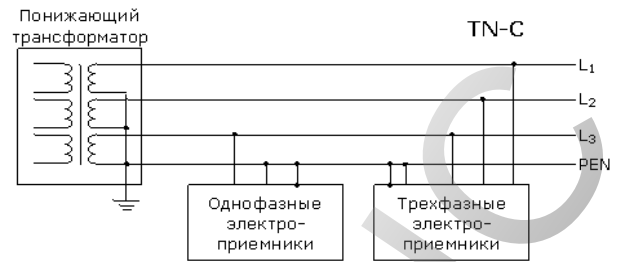 Понижающий
трансформатор
TN-C
L1
L2
L3
PEN
Однофазные
электро-
приемники
Трехфазные
электро-
приемники